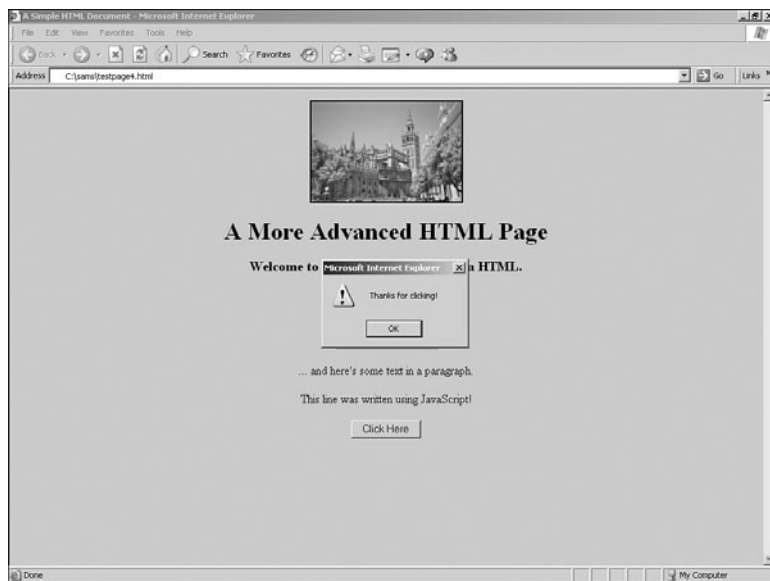 A Simple HTML Document - Microsoft Internet Explorer
File Edit View Favorites Tools Help
Back Search Favorites
Address C:\sams\testpage4.html Go Links
A More Advanced HTML Page
Welcome to
n HTML.
Microsoft Internet Explorer
Thanks for clicking!
OK
... and here's some text in a paragraph.
This line was written using JavaScript!
Click Here
Done My Computer